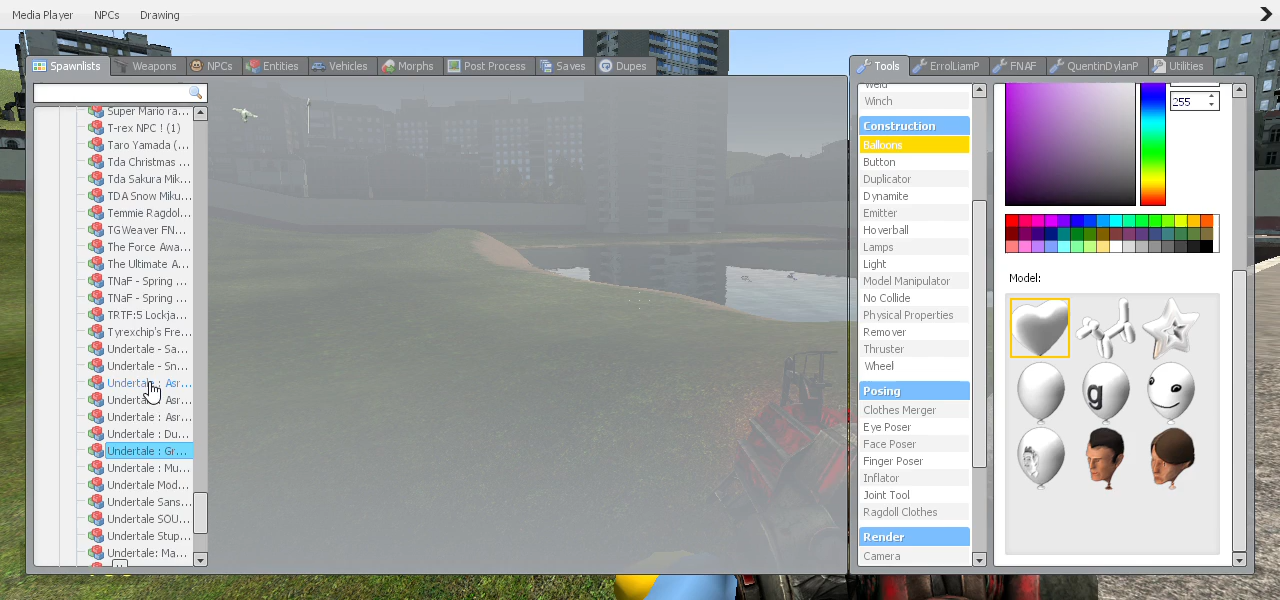 Media Player NPCs Drawing
Spawnlists Weapons NPCs Entities Vehicles Morphs Post Process Saves Dupes
Super Mario ra...
T-rex NPC ! (1)
Taro Yamada (...
Tda Christmas ...
Tda Sakura Mik...
TDA Snow Miku...
Temmie Ragdol...
TGWeaver FN...
The Force Awa...
The Ultimate A...
TNaF - Spring ...
TNaF - Spring ...
TRTF:5 Lockja...
Tyrexchip's Fre...
Undertale - Sa...
Undertale - Sn...
Undertale : Asr...
Undertale : Asr...
Undertale : Asr...
Undertale : Du...
Undertale : Gr...
Undertale : Mu...
Undertale Mod...
Undertale Sans...
Undertale SOU...
Undertale Stup...
Undertale: Ma...
Tools ErrolLiamP FNAF QuentinDylanP Utilities
Weld
Winch
Construction
Balloons
Button
Duplicator
Dynamite
Emitter
Hoverball
Lamps
Light
Model Manipulator
No Collide
Physical Properties
Remover
Thruster
Wheel
Posing
Clothes Merger
Eye Poser
Face Poser
Finger Poser
Inflator
Joint Tool
Ragdoll Clothes
Render
Camera
255
Model:
g